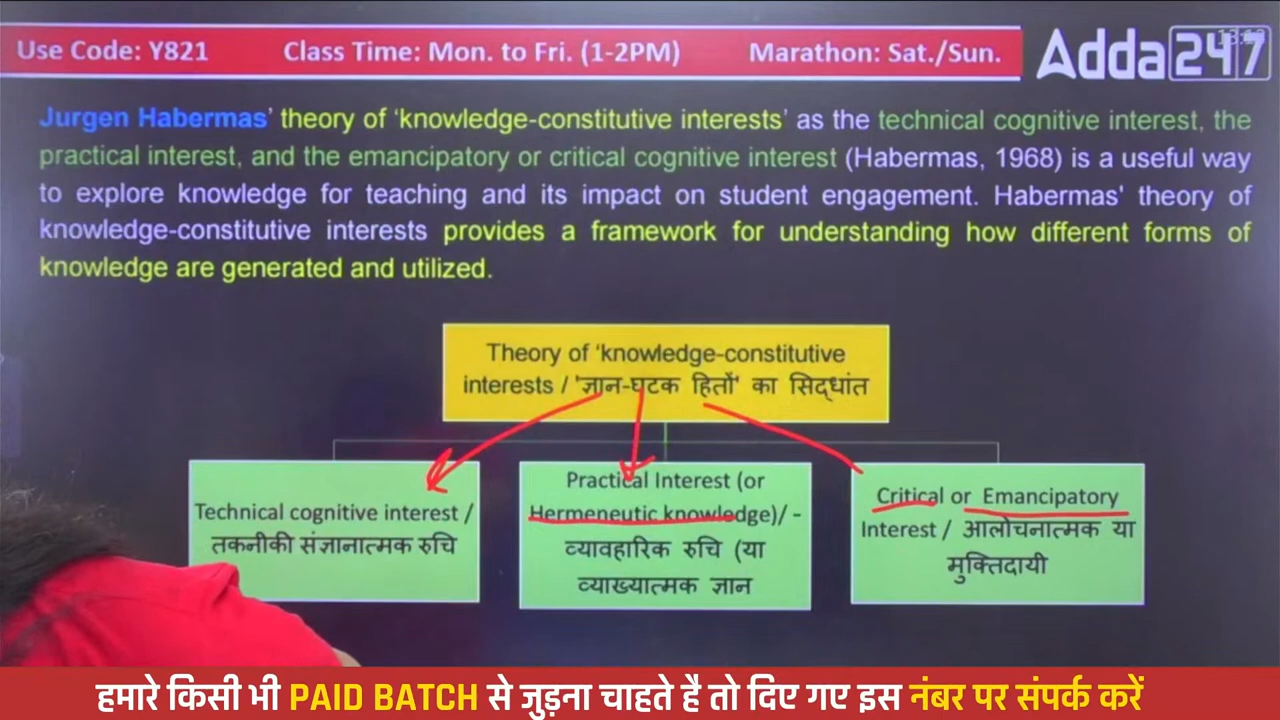 Use Code: Y821 Class Time: Mon. to Fri. (1-2PM) Marathon: Sat./Sun.
Adda247
Jurgen Habermas' theory of 'knowledge-constitutive interests' as the technical cognitive interest, the
practical interest, and the emancipatory or critical cognitive interest (Habermas, 1968) is a useful way
to explore knowledge for teaching and its impact on student engagement. Habermas' theory of
knowledge-constitutive interests provides a framework for understanding how different forms of
knowledge are generated and utilized.
Theory of 'knowledge-constitutive
interests / 'ज्ञान-घटक हितों' का सिद्धांत
Technical cognitive interest /
तकनीकी संज्ञानात्मक रुचि
Practical Interest (or
Hermeneutic knowledge)/ -
व्यावहारिक रुचि (या
व्याख्यात्मक ज्ञान
Critical or Emancipatory
Interest / आलोचनात्मक या
मुक्तिदायी
हमारे किसी भी PAID BATCH से जुड़ना चाहते है तो दिए गए इस नंबर पर संपर्क करें